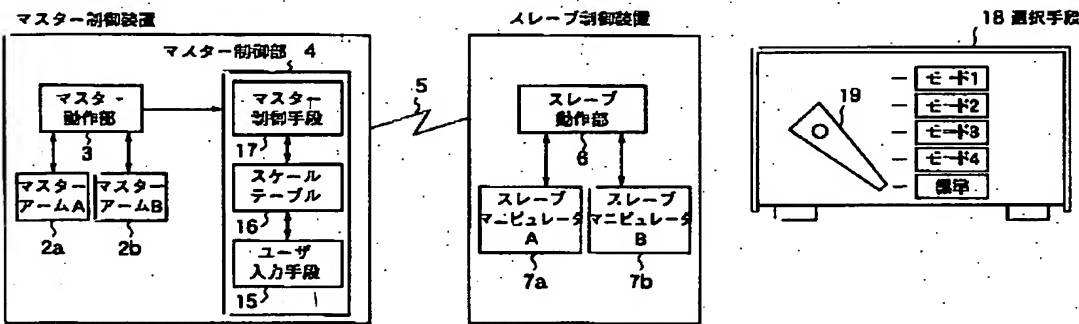 マスター制御装置
マスター制御部 4
マスター
動作部
3
マスター
アームA
2a
マスター
アームB
2b
マスター
制御手段
17
スケール
テーブル
16
ユーザ
入力手段
15
5
スレーブ制御装置
スレーブ
動作部
6
スレーブ
マニピュレータ
A
7a
スレーブ
マニピュレータ
B
7b
18 選択手段
19
モード1
モード2
モード3
モード4
標準